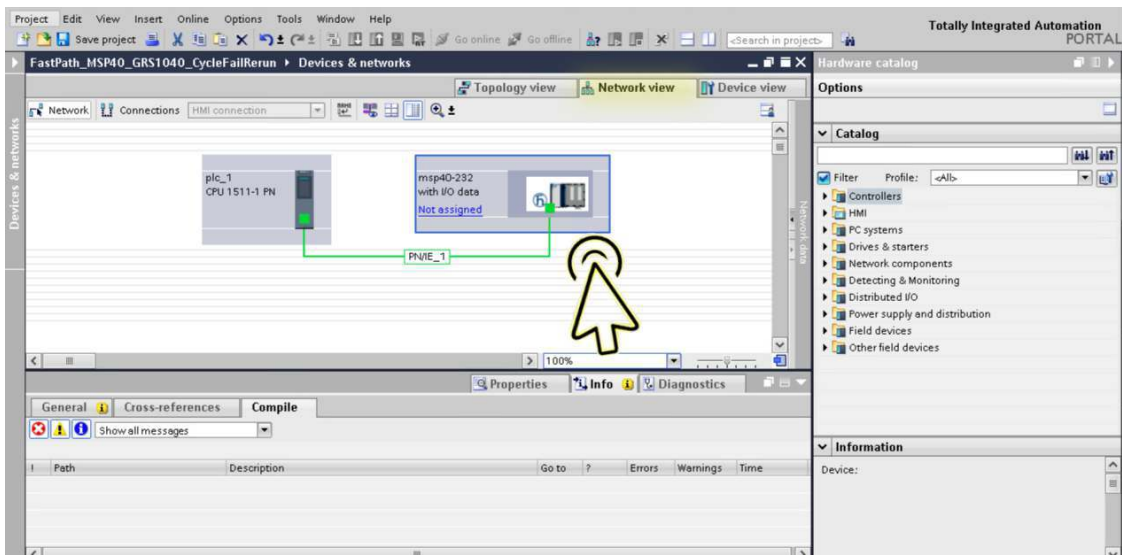 Project Edit View Insert Online Options Tools Window Help
Totally Integrated Automation
PORTAL
Save project Go online Go offline <Search in project>
FastPath_MSP40_GRS1040_CycleFailRerun Devices & networks
Hardware catalog
Topology view Network view Device view
Options
Network Connections HMI connection
Devices & networks
Catalog
Filter Profile: <All>
Controllers
HMI
PC systems
Drives & starters
Network components
Detecting & Monitoring
Distributed I/O
Power supply and distribution
Field devices
Other field devices
plc_1
CPU 1511-1 PN
msp40-232
with I/O data
Not assigned
PN/IE_1
Network data
100%
Properties Info Diagnostics
General Cross-references Compile
Show all messages
! Path Description Go to ? Errors Warnings Time
Information
Device: